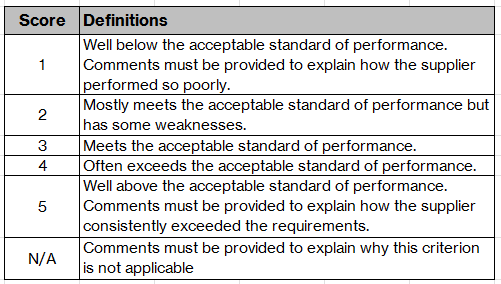 Score Definitions
Well below the acceptable standard of performance.
1 Comments must be provided to explain how the supplier
performed so poorly.
Mostly meets the acceptable standard of performance but
2
has some weaknesses.
3 Meets the acceptable standard of performance.
4 Often exceeds the acceptable standard of performance.
Well above the acceptable standard of performance.
5 Comments must be provided to explain how the supplier
consistently exceeded the requirements.
Comments must be provided to explain why this criterion
N/A
is not applicable